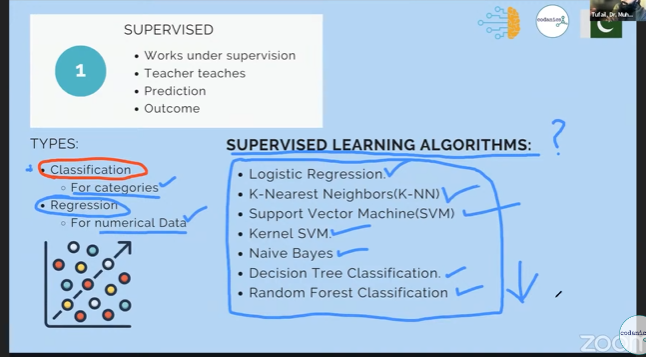 SUPERVISED
1
• Works under supervision
• Teacher teaches
• Prediction
• Outcome
codanics
Tufail, Dr. Muh...
TYPES:
• Classification
○ For categories
• Regression
○ For numerical Data
SUPERVISED LEARNING ALGORITHMS: ?
• Logistic Regression.
• K-Nearest Neighbors(K-NN)
• Support Vector Machine(SVM)
• Kernel SVM.
• Naive Bayes
• Decision Tree Classification.
• Random Forest Classification
codanics
zoom